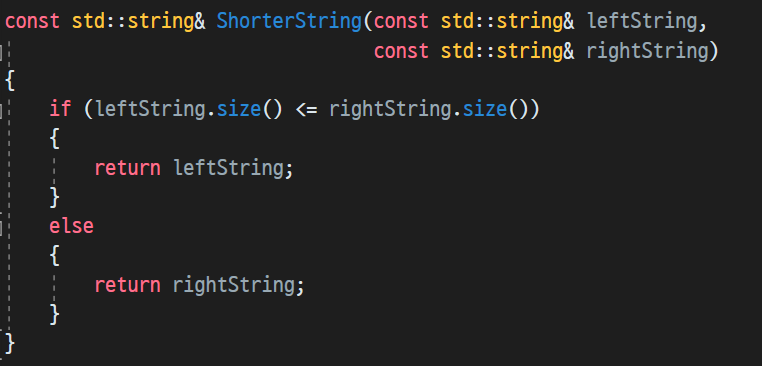 const std::string& ShorterString(const std::string& leftString,
                                 const std::string& rightString)
{
    if (leftString.size() <= rightString.size())
    {
        return leftString;
    }
    else
    {
        return rightString;
    }
}